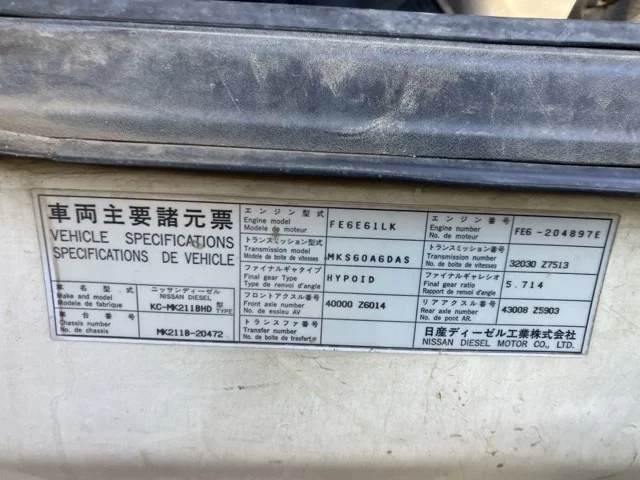 車両主要諸元票
VEHICLE SPECIFICATIONS
SPECIFICATIONS DE VEHICLE
車名 型式
Make and model
Modele de fabrique
ニッサンディーゼル
NISSAN DIESEL
KC-MK211BHD 型 TYPE
車台番号
Chassis number
No. de chassis
MK211B-20472
エンジン型式
Engine model
Modele de moteur
FE6E61LK
トランスミッション型式
Transmission model
Modele de boite de vitesses
MKS60A6DAS
ファイナルギヤタイプ
Final gear Type
Type de renvoi d'angle
HYPOID
フロントアクスル番号
Front axle number
No. de essieu AV
40000 Z6014
トランスファ番号
Transfer number
No. de boite de trasfert
エンジン番号
Engine number
No. de moteur
FE6-204897E
トランスミッション番号
Transmission number
No. de boite de vitesses
32030 Z7513
ファイナルギャレシオ
Final gear ratio
Rapport de renvoi d'angle
5.714
リアアクスル番号
Rear axle number
No. de pont AR.
43008 Z5903
日産ディーゼル工業株式会社
NISSAN DIESEL MOTOR CO., LTD.